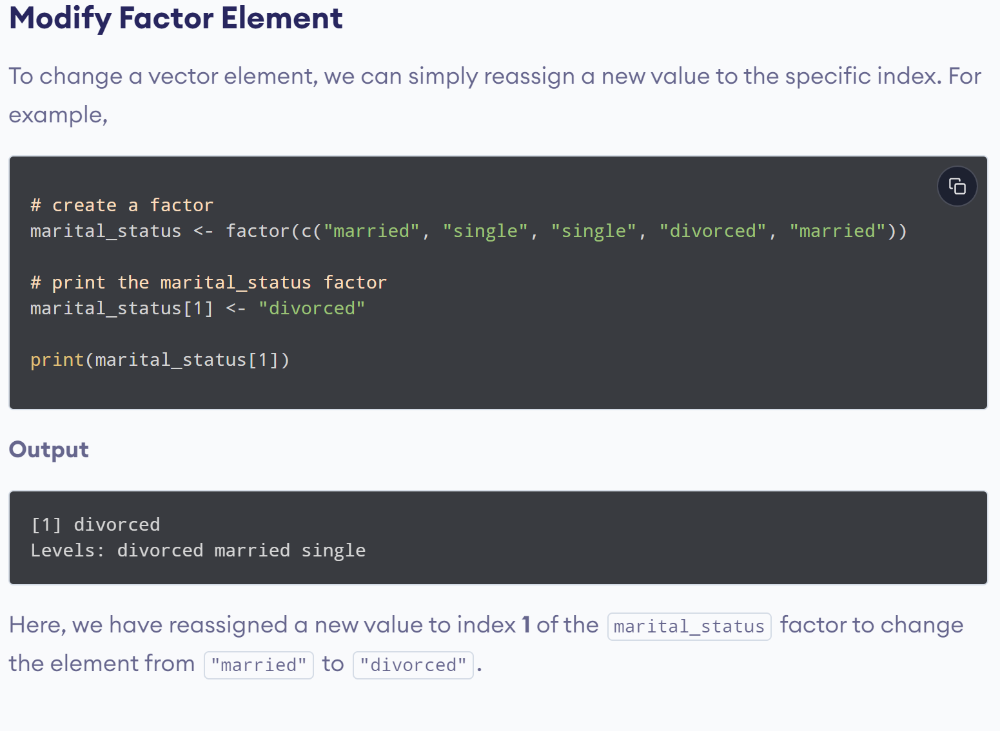 Modify Factor Element
To change a vector element, we can simply reassign a new value to the specific index. For
example,
# create a factor
marital_status <- factor(c("married", "single", "single", "divorced", "married"))
# print the marital_status factor
marital_status[1] <- "divorced"
print(marital_status[1])
Output
[1] divorced
Levels: divorced married single
Here, we have reassigned a new value to index 1 of the marital_status factor to change
the element from "married" to "divorced".